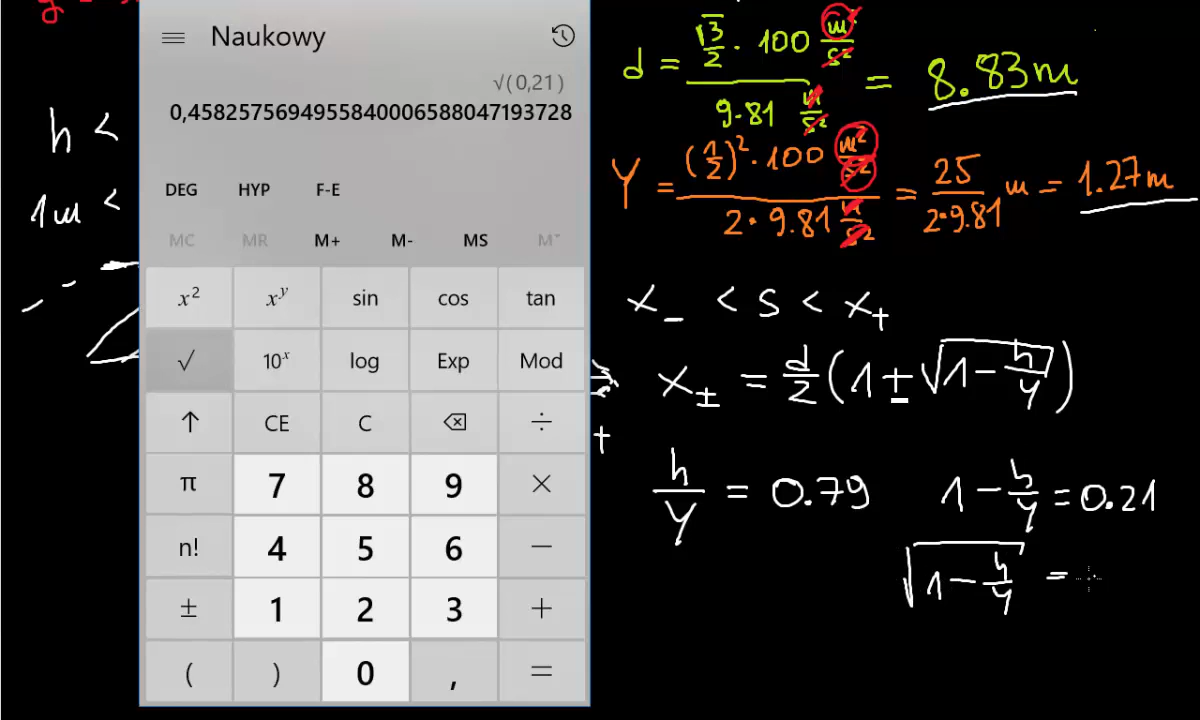 Naukowy
√(0,21)
0,45825756949558400065880471937​28
DEG HYP F-E
MC MR M+ M- MS M˅
x² xʸ sin cos tan
√ 10ˣ log Exp Mod
↑ CE C ⌫ ÷
π 7 8 9 ×
n! 4 5 6 −
± 1 2 3 +
( ) 0 , =
h <
1m <
d = (√3/2 · 100 m²/s²) / (9.81 m/s²) = 8.83m
Y = ((1/2)² · 100 m²/s²) / (2 · 9.81 m/s²) = 25/(2·9.81) m = 1.27m
x₋ < s < x₊
⇒ x± = d/2 (1 ± √(1 − h/Y))
+
h/Y = 0.79 1 − h/Y = 0.21
√(1 − h/Y) =